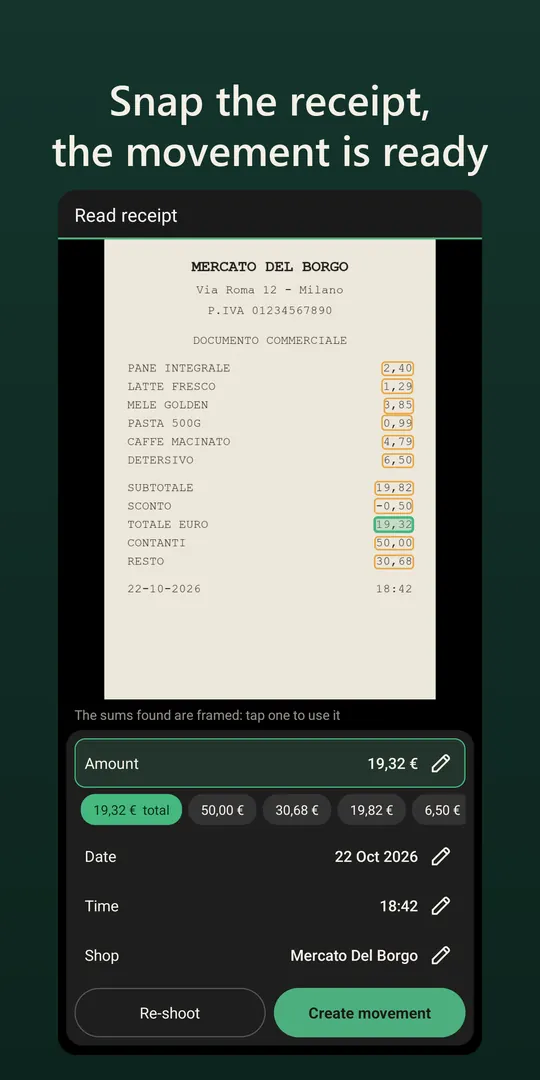 Snap the receipt,
the movement is ready
Read receipt
MERCATO DEL BORGO
Via Roma 12 - Milano
P.IVA 01234567890
DOCUMENTO COMMERCIALE
PANE INTEGRALE 2,40
LATTE FRESCO 1,29
MELE GOLDEN 3,85
PASTA 500G 0,99
CAFFE MACINATO 4,79
DETERSIVO 6,50
SUBTOTALE 19,82
SCONTO -0,50
TOTALE EURO 19,32
CONTANTI 50,00
RESTO 30,68
22-10-2026 18:42
The sums found are framed: tap one to use it
Amount 19,32 €
19,32 € total 50,00 € 30,68 € 19,82 € 6,50 €
Date 22 Oct 2026
Time 18:42
Shop Mercato Del Borgo
Re-shoot Create movement